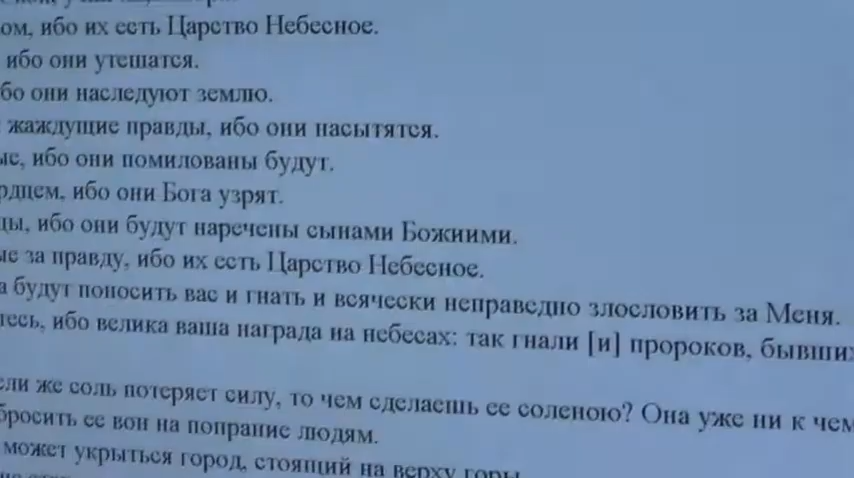 ом, ибо их есть Царство Небесное.
ибо они утешатся.
бо они наследуют землю.
жаждущие правды, ибо они насытятся.
ые, ибо они помилованы будут.
рдцем, ибо они Бога узрят.
цы, ибо они будут наречены сынами Божиими.
ые за правду, ибо их есть Царство Небесное.
а будут поносить вас и гнать и всячески неправедно злословить за Меня.
тесь, ибо велика ваша награда на небесах: так гнали [и] пророков, бывших
сли же соль потеряет силу, то чем сделаешь ее соленою? Она уже ни к чем
бросить ее вон на попрание людям.
может укрыться город, стоящий на верху горы